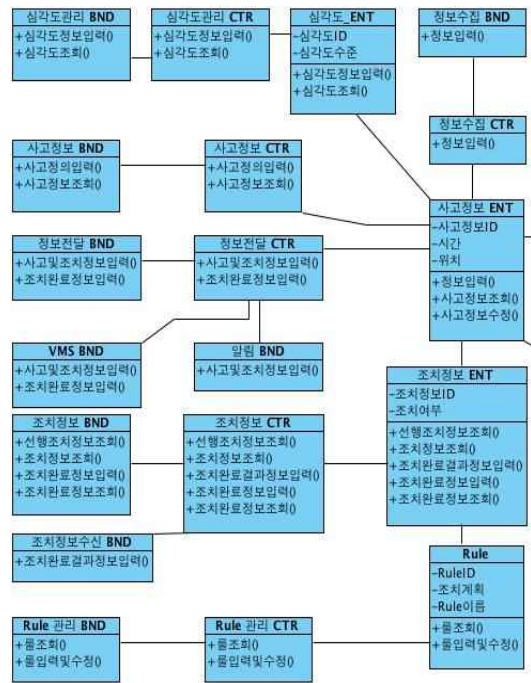 심각도관리 BND
+심각도정보입력()
+심각도조회()
심각도관리 CTR
+심각도정보입력()
+심각도조회()
심각도_ENT
-심각도ID
-심각도수준
+심각도정보입력()
+심각도조회()
정보수집 BND
+정보입력()
정보수집 CTR
+정보입력()
사고정보 BND
+사고정의입력()
+사고정보조회()
사고정보 CTR
+사고정의입력()
+사고정보조회()
사고정보 ENT
-사고정보ID
-시간
-위치
+정보입력()
+사고정보조회()
+사고정보수정()
정보전달 BND
+사고및조치정보입력()
+조치완료정보입력()
정보전달 CTR
+사고및조치정보입력()
+조치완료정보입력()
VMS BND
+사고및조치정보입력()
+조치완료정보입력()
알림 BND
+사고및조치정보입력()
조치정보 ENT
-조치정보ID
-조치여부
+선행조치정보조회()
+조치정보조회()
+조치완료결과정보입력()
+조치완료정보입력()
+조치완료정보조회()
조치정보 BND
+선행조치정보조회()
+조치정보조회()
+조치완료정보입력()
+조치완료정보조회()
조치정보 CTR
+선행조치정보조회()
+조치정보조회()
+조치완료결과정보입력()
+조치완료정보입력()
+조치완료정보조회()
조치정보수신 BND
+조치완료결과정보입력()
Rule
-RuleID
-조치계획
-Rule이름
+룰조회()
+룰입력및수정()
Rule 관리 BND
+룰조회()
+룰입력및수정()
Rule 관리 CTR
+룰조회()
+룰입력및수정()